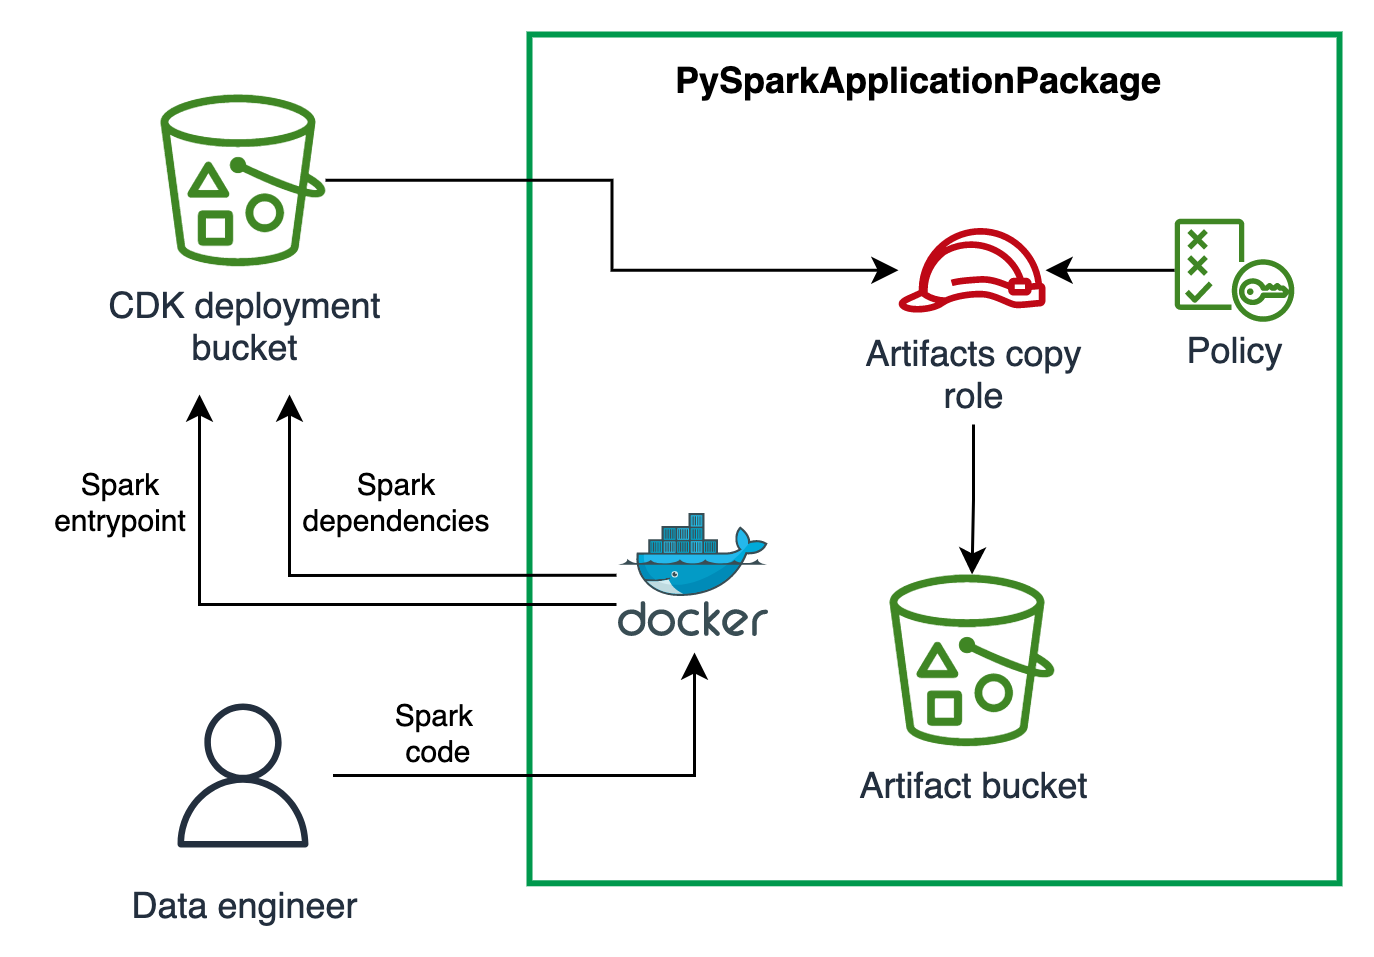 PySparkApplicationPackage
CDK deployment
bucket
Artifacts copy
role
Policy
Spark
entrypoint
Spark
dependencies
docker
Spark
code
Artifact bucket
Data engineer